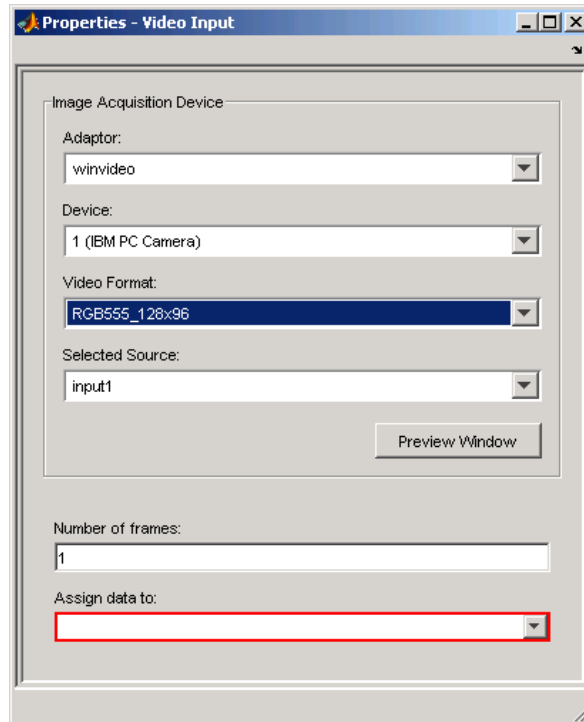 Properties - Video Input
Image Acquisition Device
Adaptor:
winvideo
Device:
1 (IBM PC Camera)
Video Format:
RGB555_128x96
Selected Source:
input1
Preview Window
Number of frames:
1
Assign data to: